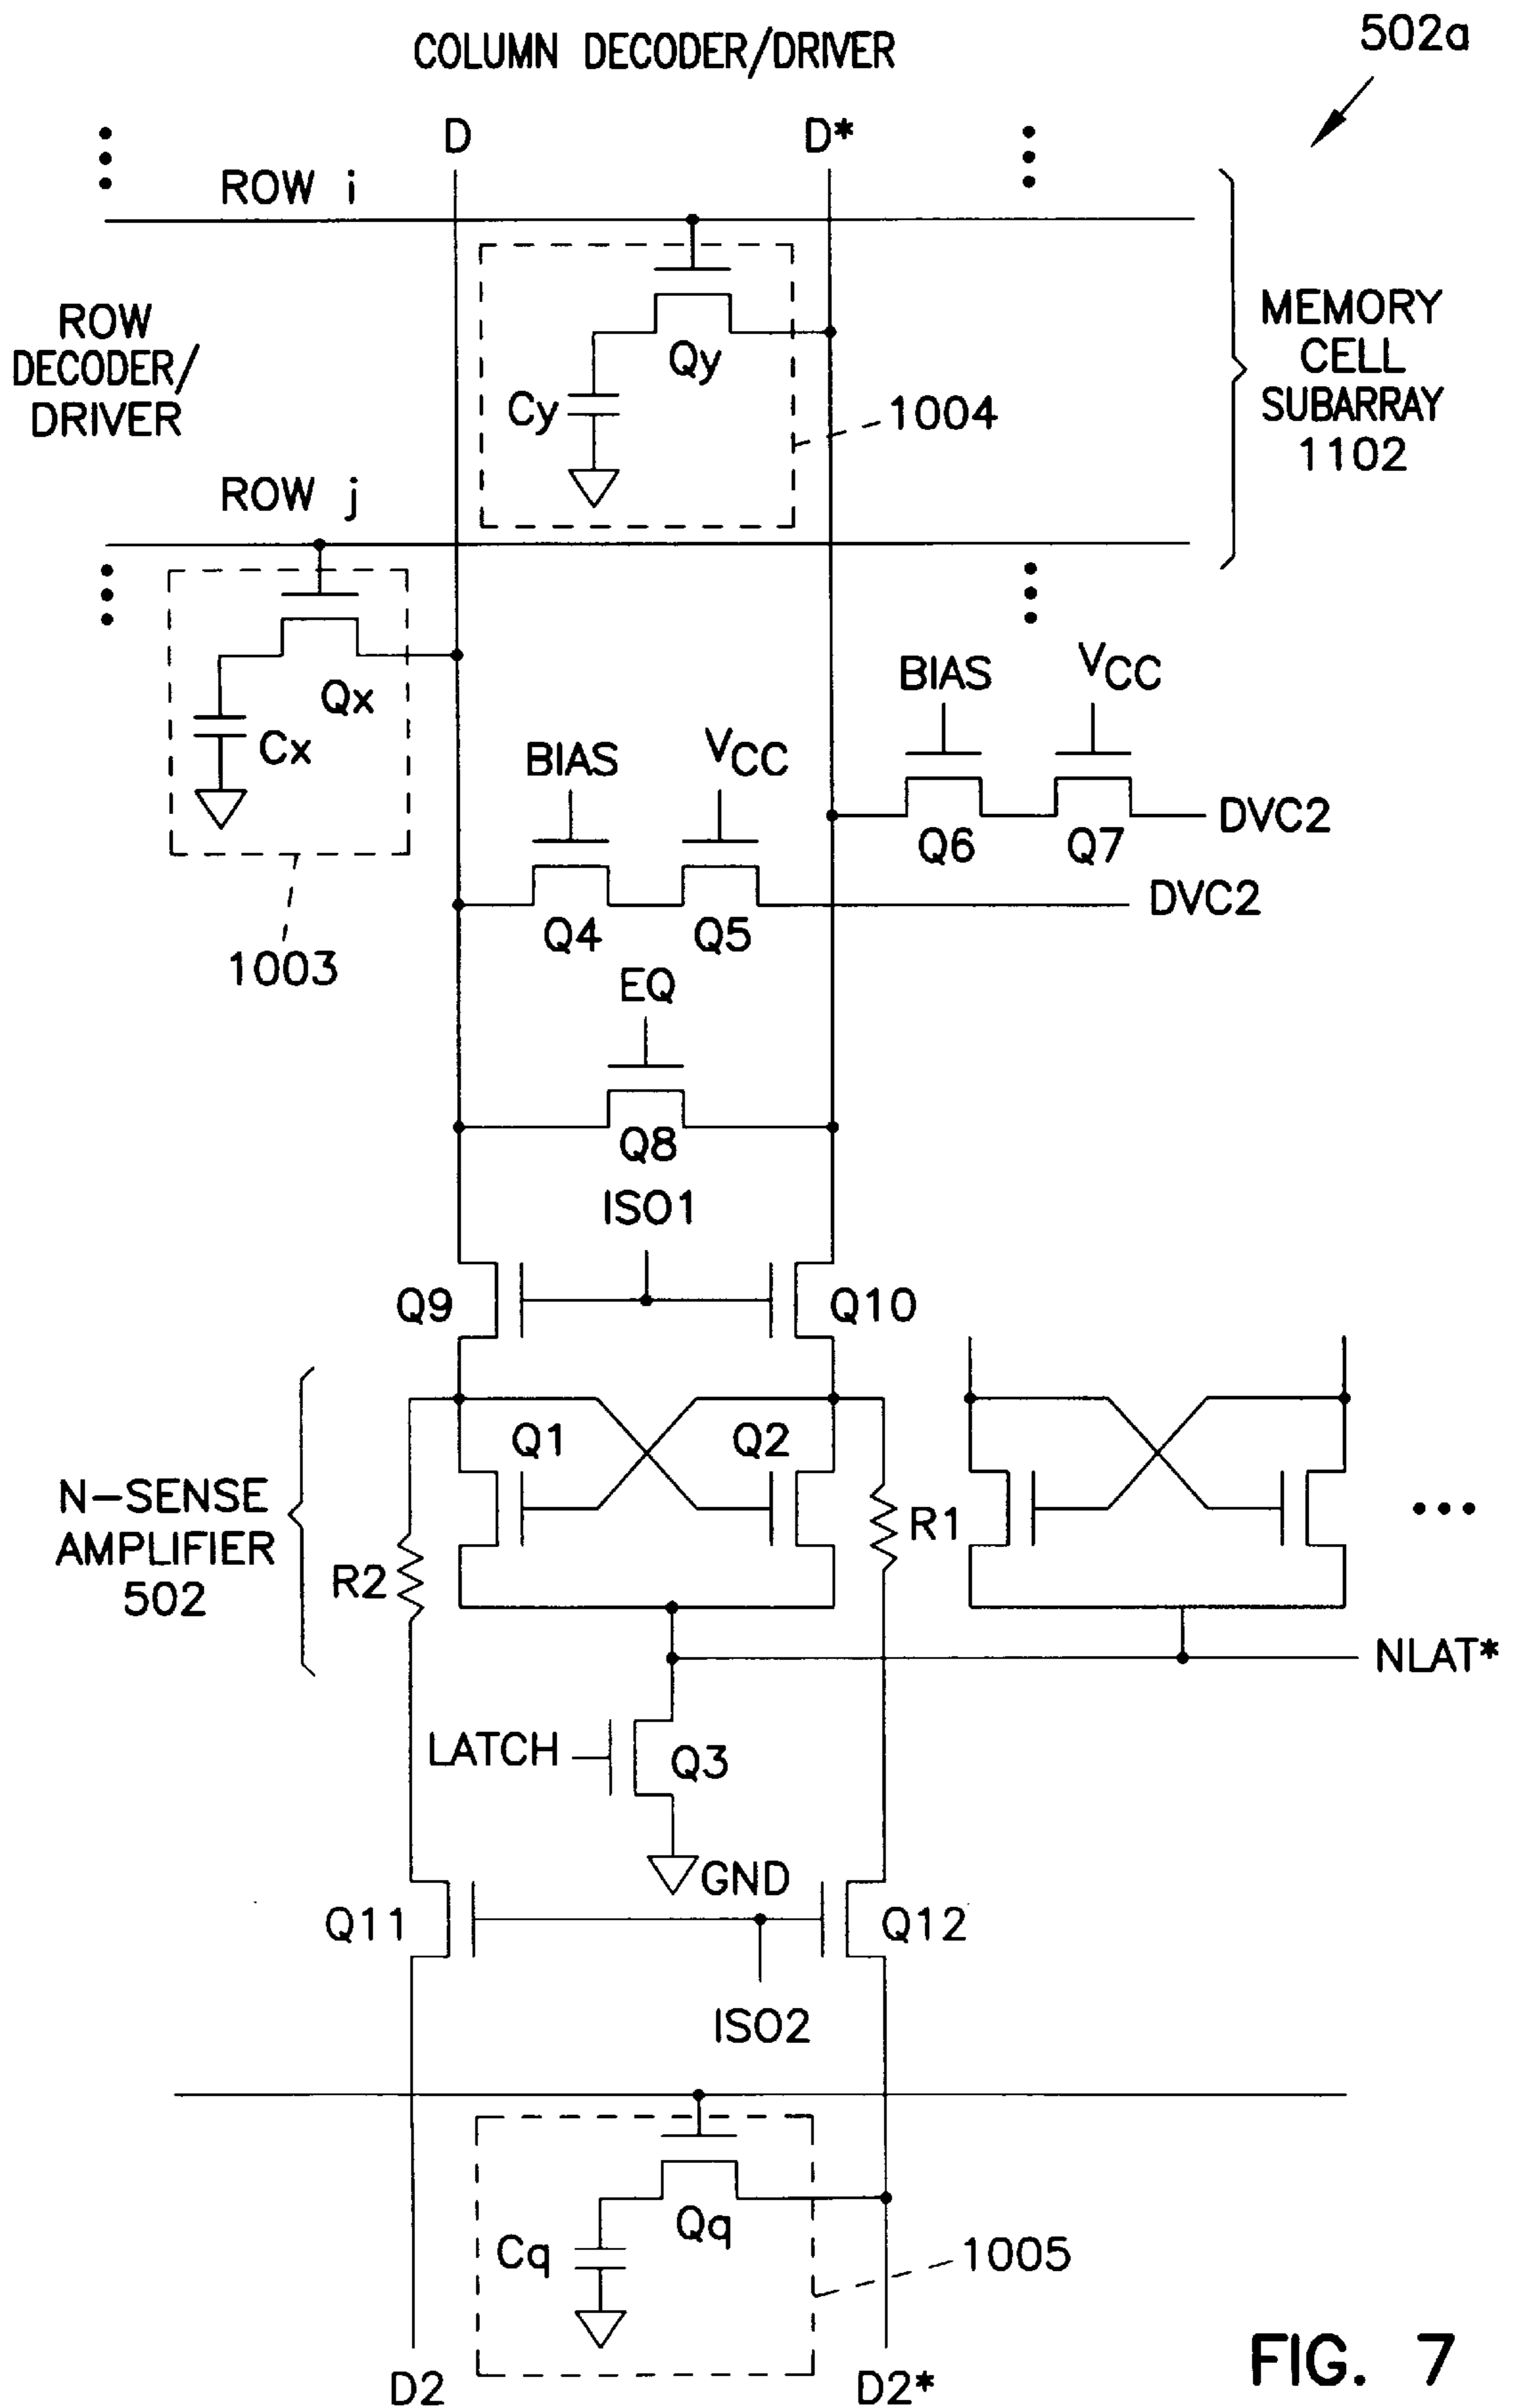 502a
COLUMN DECODER/DRIVER
D
D*
ROW i
ROW
DECODER/
DRIVER
MEMORY
CELL
SUBARRAY
1102
Qy
Cy
1004
ROW j
Qx
Cx
1003
BIAS
VCC
Q6
Q7
DVC2
BIAS
VCC
Q4
Q5
DVC2
EQ
Q8
ISO1
Q9
Q10
N-SENSE
AMPLIFIER
502
Q1
Q2
R1
R2
NLAT*
LATCH
Q3
GND
Q11
Q12
ISO2
Qq
Cq
1005
D2
D2*
FIG. 7